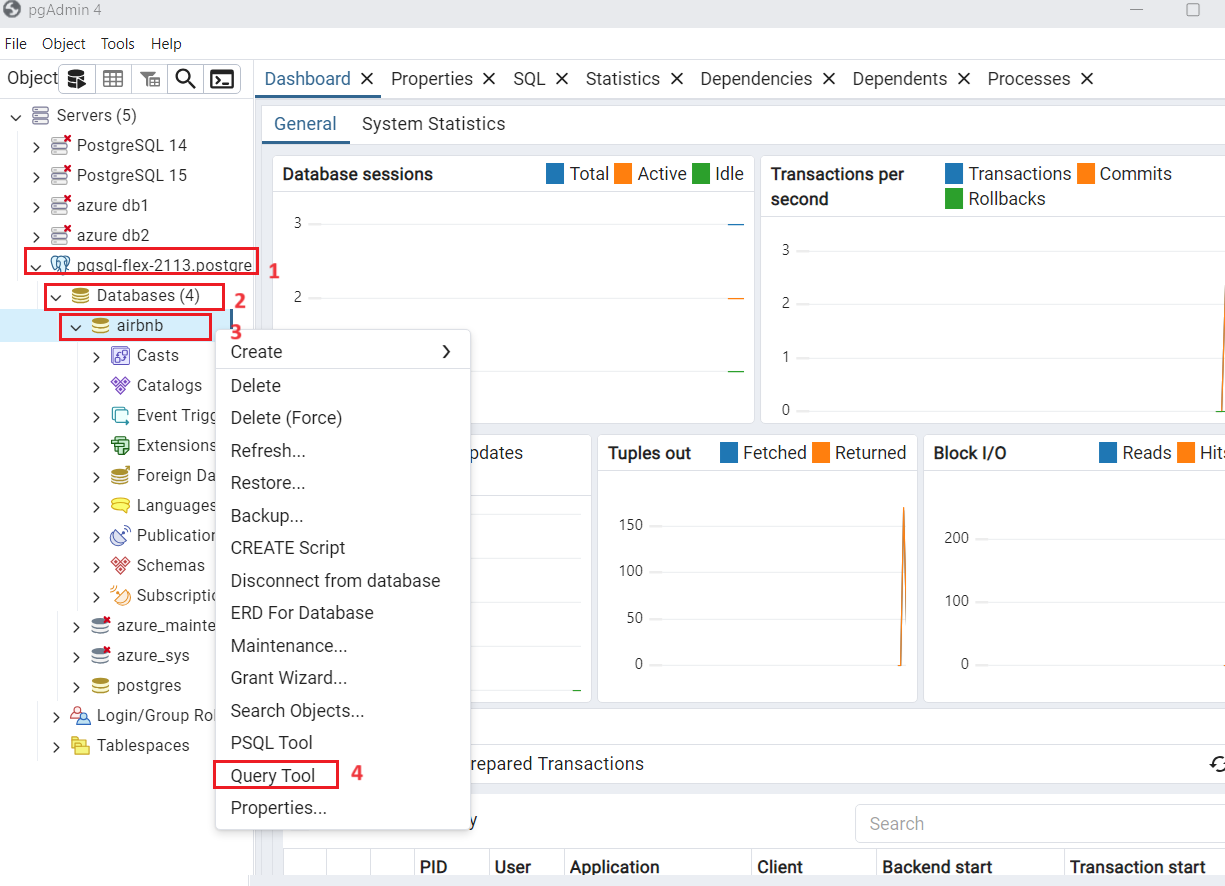 pgAdmin 4
File Object Tools Help
Object
Dashboard Properties SQL Statistics Dependencies Dependents Processes
Servers (5)
PostgreSQL 14
PostgreSQL 15
azure db1
azure db2
pgsql-flex-2113.postgre
1
Databases (4)
2
airbnb
3
Casts
Catalogs
Event Trigg
Extensions
Foreign Da
Languages
Publication
Schemas
Subscriptio
azure_mainte
azure_sys
postgres
Login/Group Rol
Tablespaces
Create
Delete
Delete (Force)
Refresh...
Restore...
Backup...
CREATE Script
Disconnect from database
ERD For Database
Maintenance...
Grant Wizard...
Search Objects...
PSQL Tool
Query Tool
4
Properties...
General System Statistics
Database sessions Total Active Idle
3
2
Transactions per second
Transactions Commits
Rollbacks
3
2
1
0
pdates
Tuples out Fetched Returned
150
100
50
0
Block I/O Reads Hits
200
100
0
repared Transactions
y
Search
PID User Application Client Backend start Transaction start